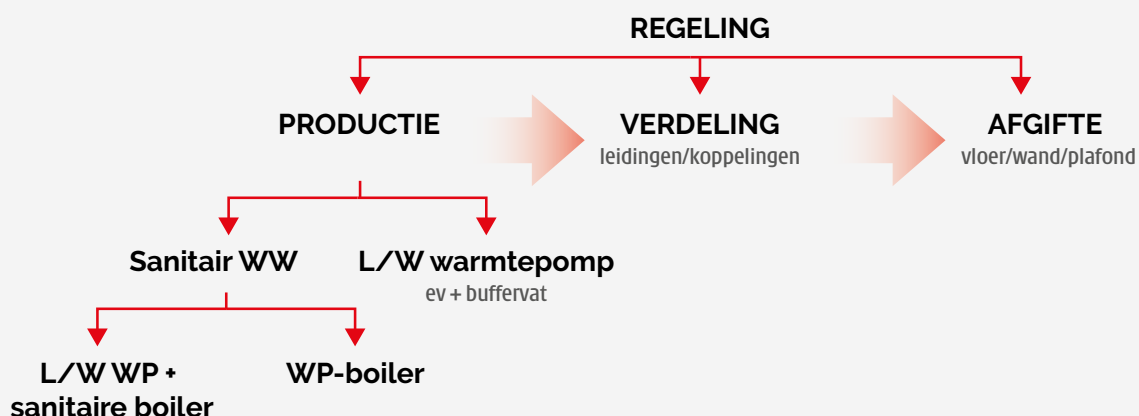 REGELING
PRODUCTIE
VERDELING
leidingen/koppelingen
AFGIFTE
vloer/wand/plafond
Sanitair WW
L/W warmtepomp
ev + buffervat
L/W WP +
sanitaire boiler
WP-boiler